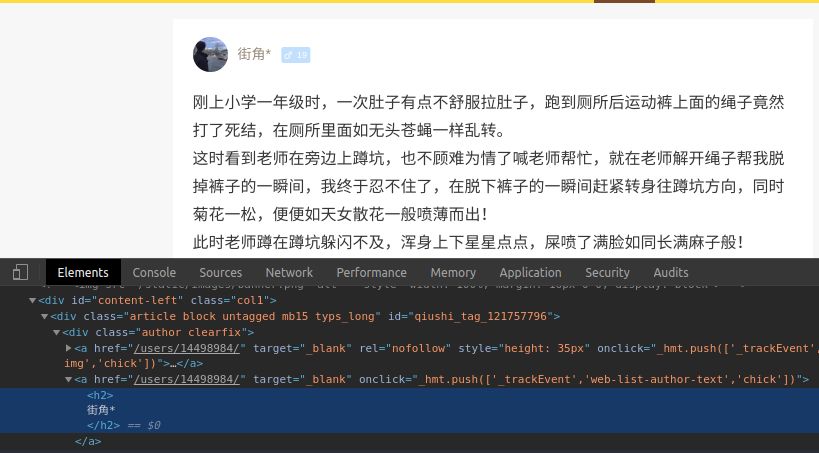 街角*
♂ 19
刚上小学一年级时，一次肚子有点不舒服拉肚子，跑到厕所后运动裤上面的绳子竟然
打了死结，在厕所里面如无头苍蝇一样乱转。
这时看到老师在旁边上蹲坑，也不顾难为情了喊老师帮忙，就在老师解开绳子帮我脱
掉裤子的一瞬间，我终于忍不住了，在脱下裤子的一瞬间赶紧转身往蹲坑方向，同时
菊花一松，便便如天女散花一般喷薄而出！
此时老师蹲在蹲坑躲闪不及，浑身上下星星点点，屎喷了满脸如同长满麻子般！
Elements Console Sources Network Performance Memory Application Security Audits
<div id="content-left" class="col1">
<div class="article block untagged mb15 typs_long" id="qiushi_tag_121757796">
<div class="author clearfix">
<a href="/users/14498984/" target="_blank" rel="nofollow" style="height: 35px" onclick="_hmt.push(['_trackEvent',
img','chick'])">…</a>
<a href="/users/14498984/" target="_blank" onclick="_hmt.push(['_trackEvent','web-list-author-text','chick'])">
<h2>
街角*
</h2> == $0
</a>